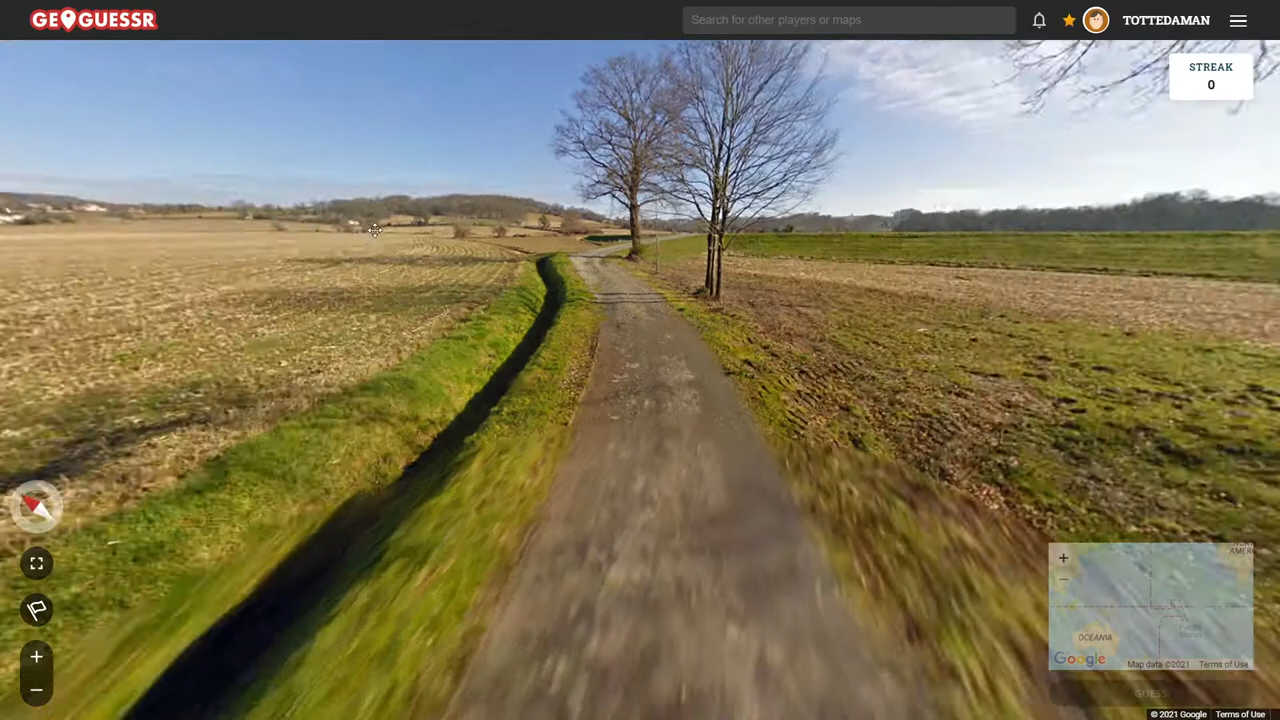 GEOGUESSR
Search for other players or maps
TOTTEDAMAN
STREAK
0
+
−
+
−
OCEANIA
Google
Map data ©2021 Terms of Use
GUESS
© 2021 Google Terms of Use